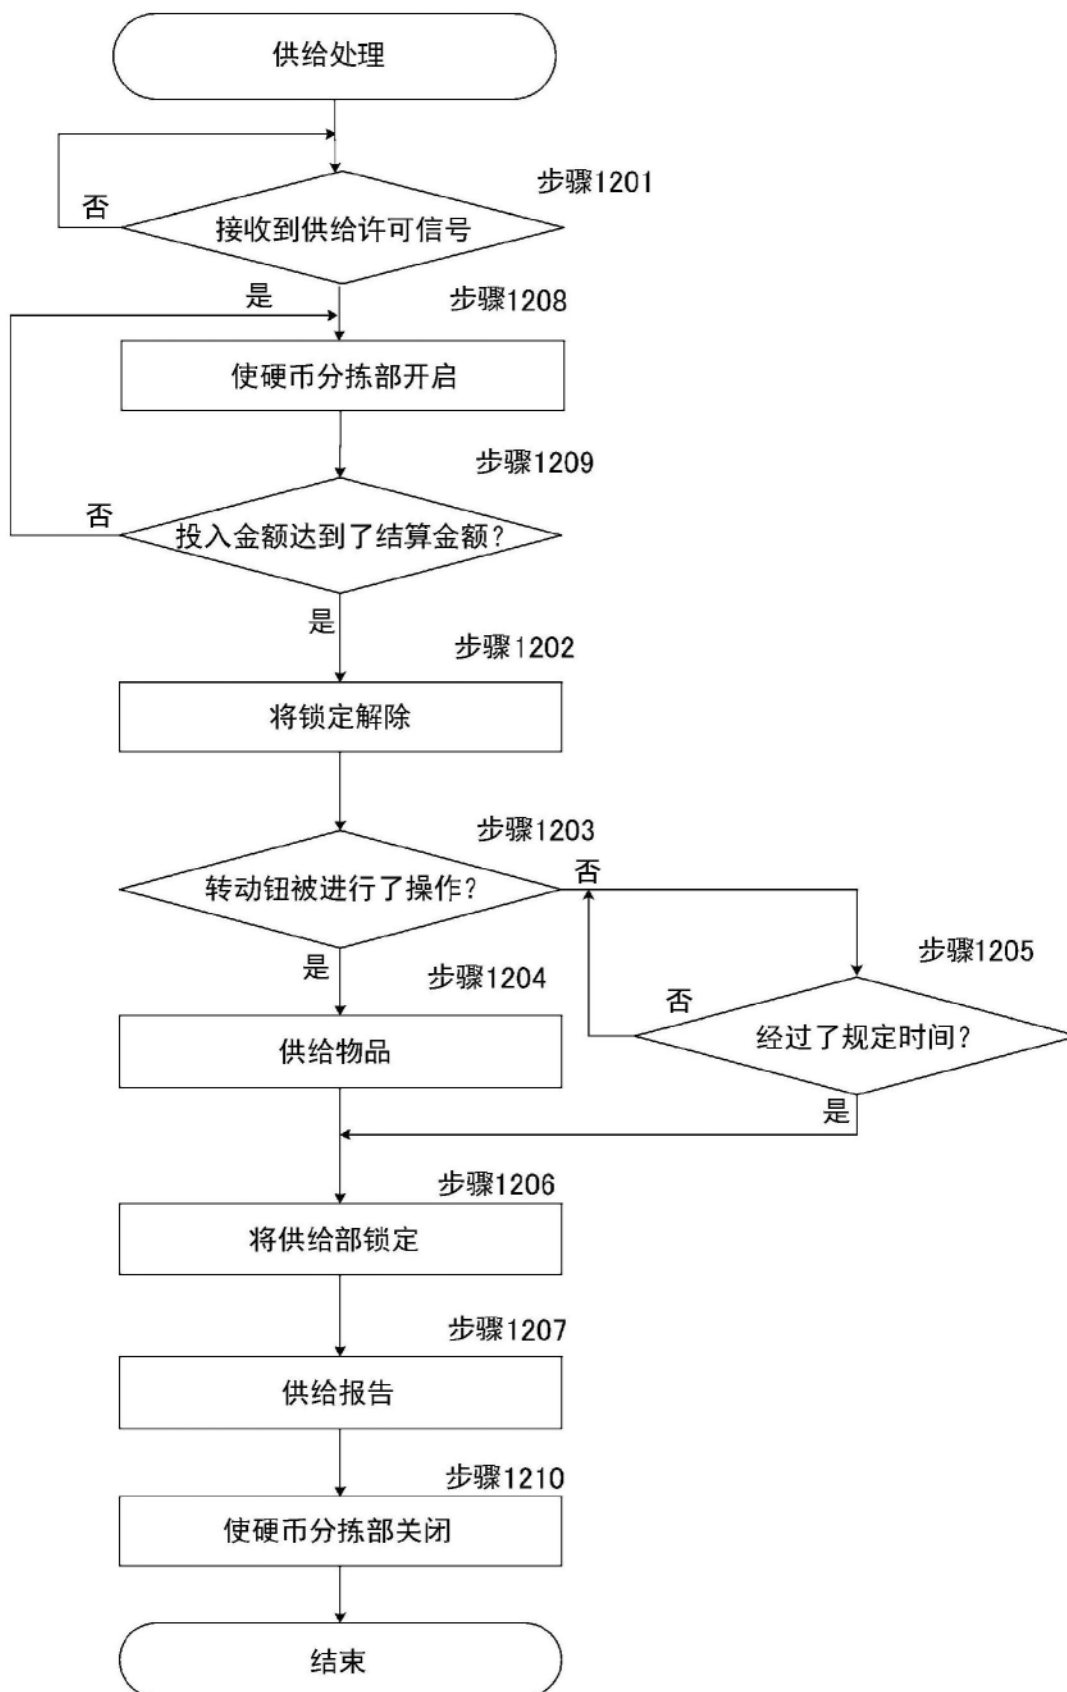 供给处理
步骤1201
否
接收到供给许可信号
是
步骤1208
使硬币分拣部开启
步骤1209
否
投入金额达到了结算金额?
是
步骤1202
将锁定解除
步骤1203
转动钮被进行了操作?
否
步骤1205
是
步骤1204
否
经过了规定时间?
供给物品
是
步骤1206
将供给部锁定
步骤1207
供给报告
步骤1210
使硬币分拣部关闭
结束